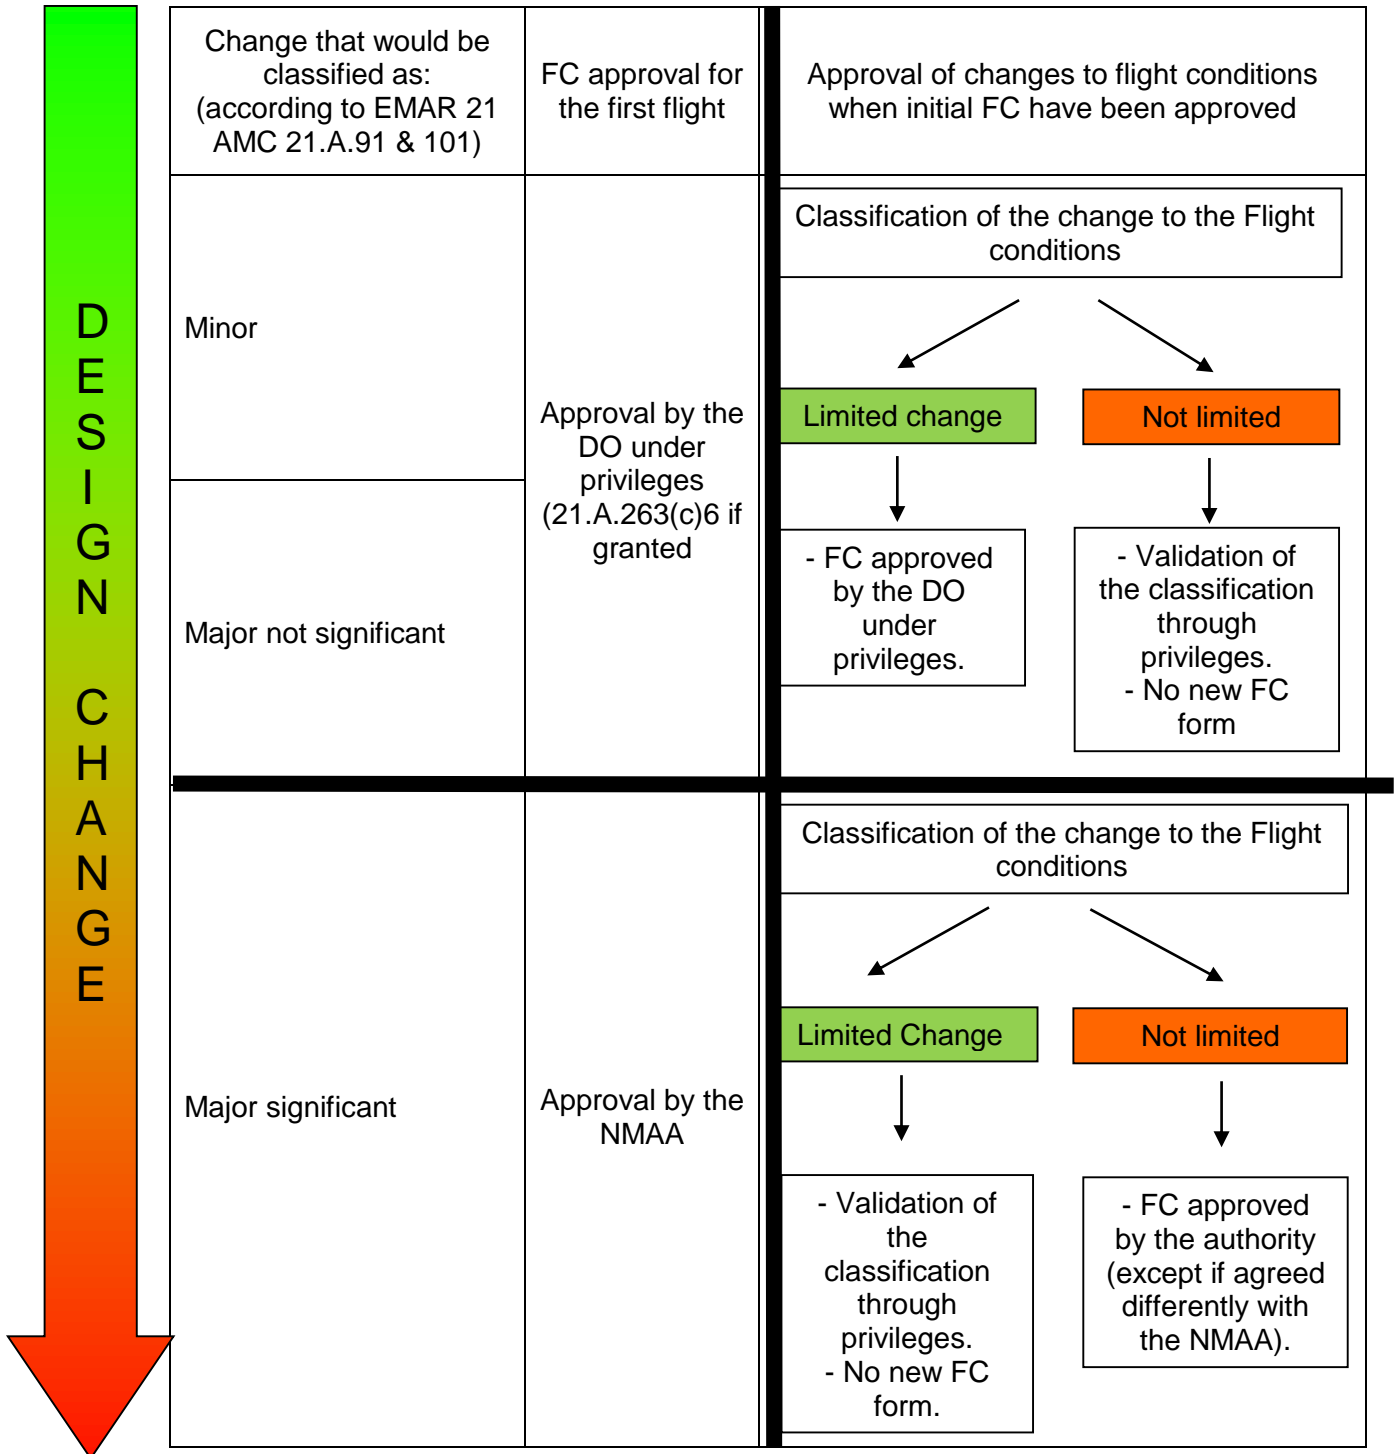 Change that would be
classified as:
(according to EMAR 21
AMC 21.A.91 & 101)
FC approval for
the first flight
Approval of changes to flight conditions
when initial FC have been approved
DESIGN CHANGE
Minor
Major not significant
Approval by the
DO under
privileges
(21.A.263(c)6 if
granted
Classification of the change to the Flight
conditions
Limited change
Not limited
- FC approved
by the DO
under
privileges.
- Validation of
the classification
through
privileges.
- No new FC
form
Major significant
Approval by the
NMAA
Classification of the change to the Flight
conditions
Limited Change
Not limited
- Validation of
the
classification
through
privileges.
- No new FC
form.
- FC approved
by the authority
(except if agreed
differently with
the NMAA).